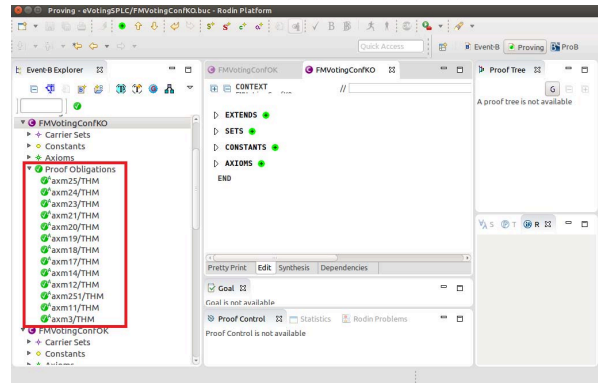 Proving - eVotingSPLC/FMVotingConfKO.buc - Rodin Platform
Quick Access
Event-B
Proving
ProB
Event-B Explorer
FMVotingConfKO
Carrier Sets
Constants
Axioms
Proof Obligations
axm25/THM
axm24/THM
axm23/THM
axm21/THM
axm20/THM
axm19/THM
axm18/THM
axm17/THM
axm14/THM
axm12/THM
axm251/THM
axm11/THM
axm3/THM
FMVotingConfOK
Carrier Sets
Constants
FMVotingConfOK
FMVotingConfKO
CONTEXT
//
EXTENDS
SETS
CONSTANTS
AXIOMS
END
Pretty Print Edit Synthesis Dependencies
Goal
Goal is not available
Proof Control Statistics Rodin Problems
Proof Control is not available
Proof Tree
G
A proof tree is not available
S T R